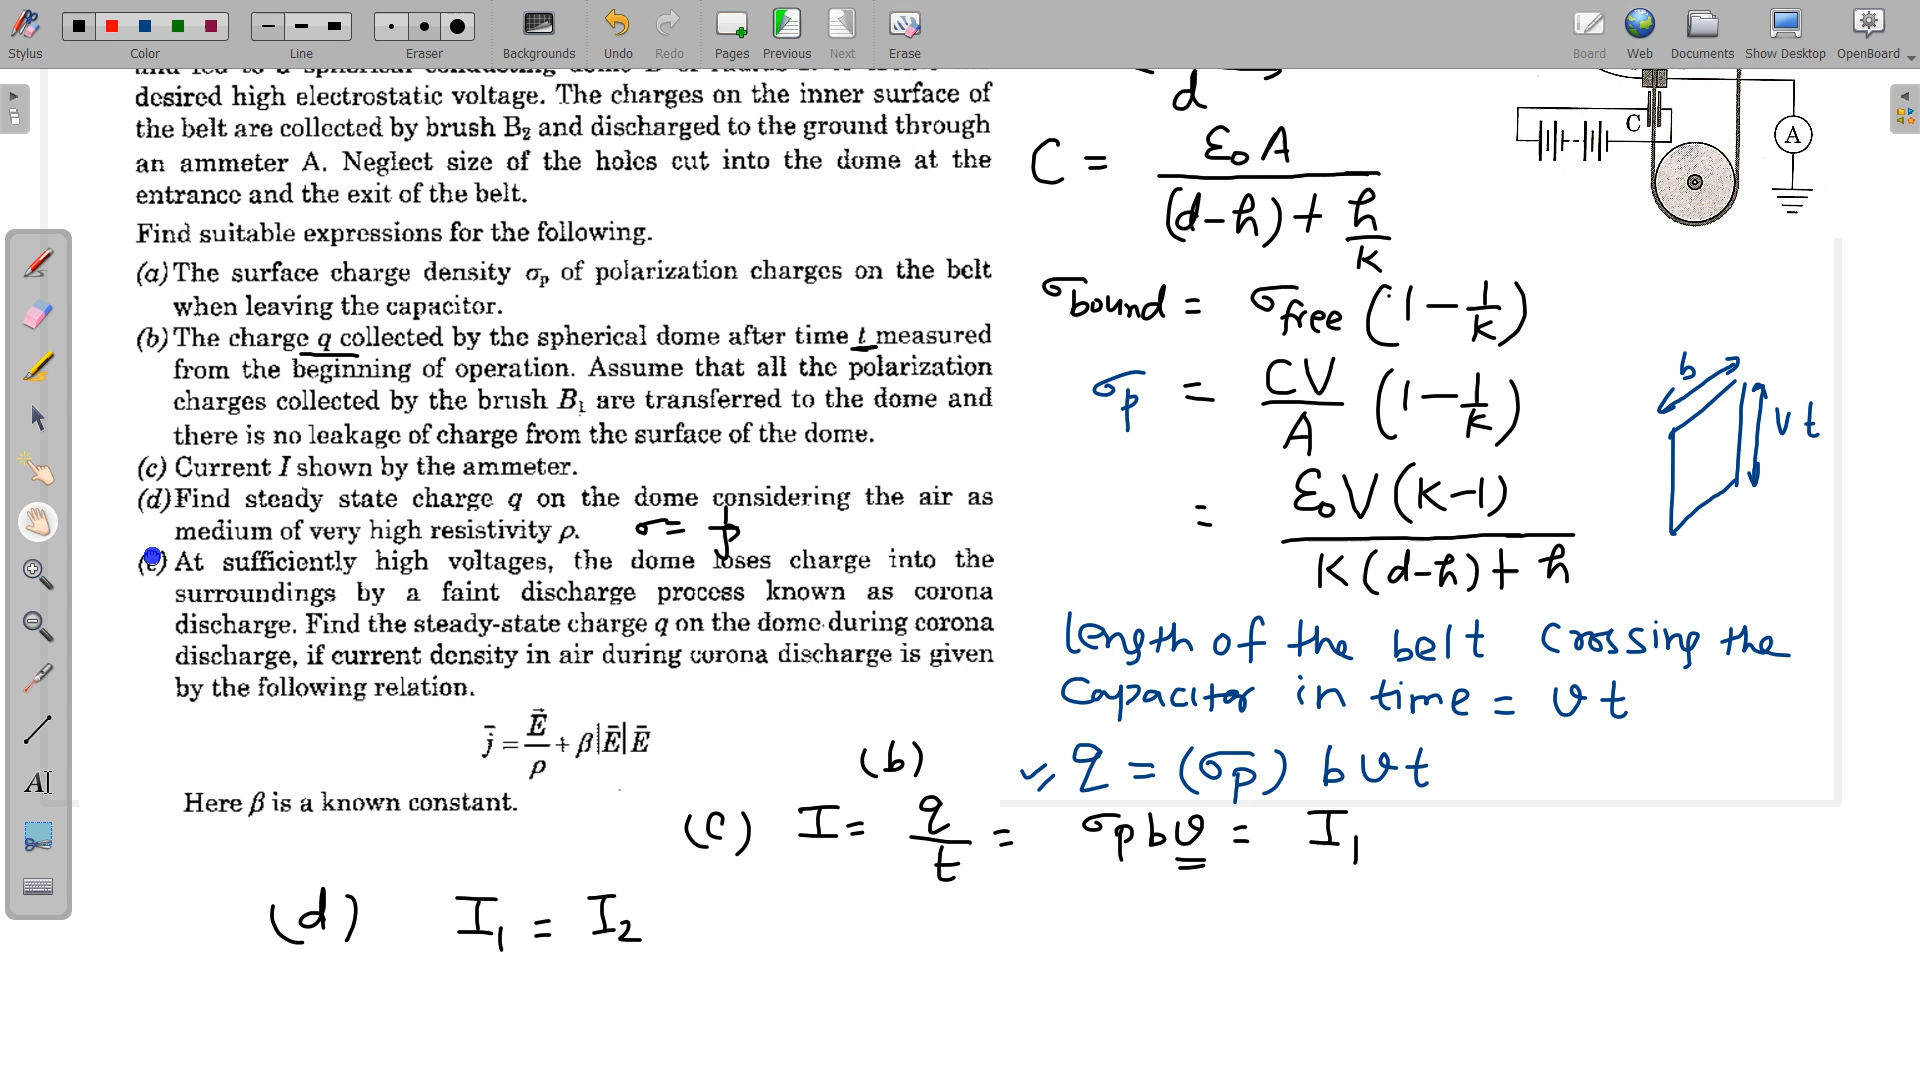 Stylus
Color
Line
Eraser
Backgrounds
Undo
Redo
Pages
Previous
Next
Erase
Board
Web
Documents
Show Desktop
OpenBoard
desired high electrostatic voltage. The charges on the inner surface of
the belt are collected by brush B₂ and discharged to the ground through
an ammeter A. Neglect size of the holes cut into the dome at the
entrance and the exit of the belt.
Find suitable expressions for the following.
(a) The surface charge density σₚ of polarization charges on the belt
when leaving the capacitor.
(b) The charge q collected by the spherical dome after time t measured
from the beginning of operation. Assume that all the polarization
charges collected by the brush B₁ are transferred to the dome and
there is no leakage of charge from the surface of the dome.
(c) Current I shown by the ammeter.
(d) Find steady state charge q on the dome considering the air as
medium of very high resistivity ρ.
σ = 1/ρ
(e) At sufficiently high voltages, the dome loses charge into the
surroundings by a faint discharge process known as corona
discharge. Find the steady-state charge q on the dome during corona
discharge, if current density in air during corona discharge is given
by the following relation.
j⃗ = E⃗/ρ + β|E⃗|E⃗
Here β is a known constant.
d
C = ε₀A / ((d-h) + h/k)
σbound = σfree (1 - 1/k)
σp = CV/A (1 - 1/k)
= ε₀V(k-1) / (k(d-h) + h)
b
vt
C
A
length of the belt crossing the
capacitor in time = vt
(b) q = (σp) bvt
(c) I = q/t = σp bv = I₁
(d) I₁ = I₂
AI